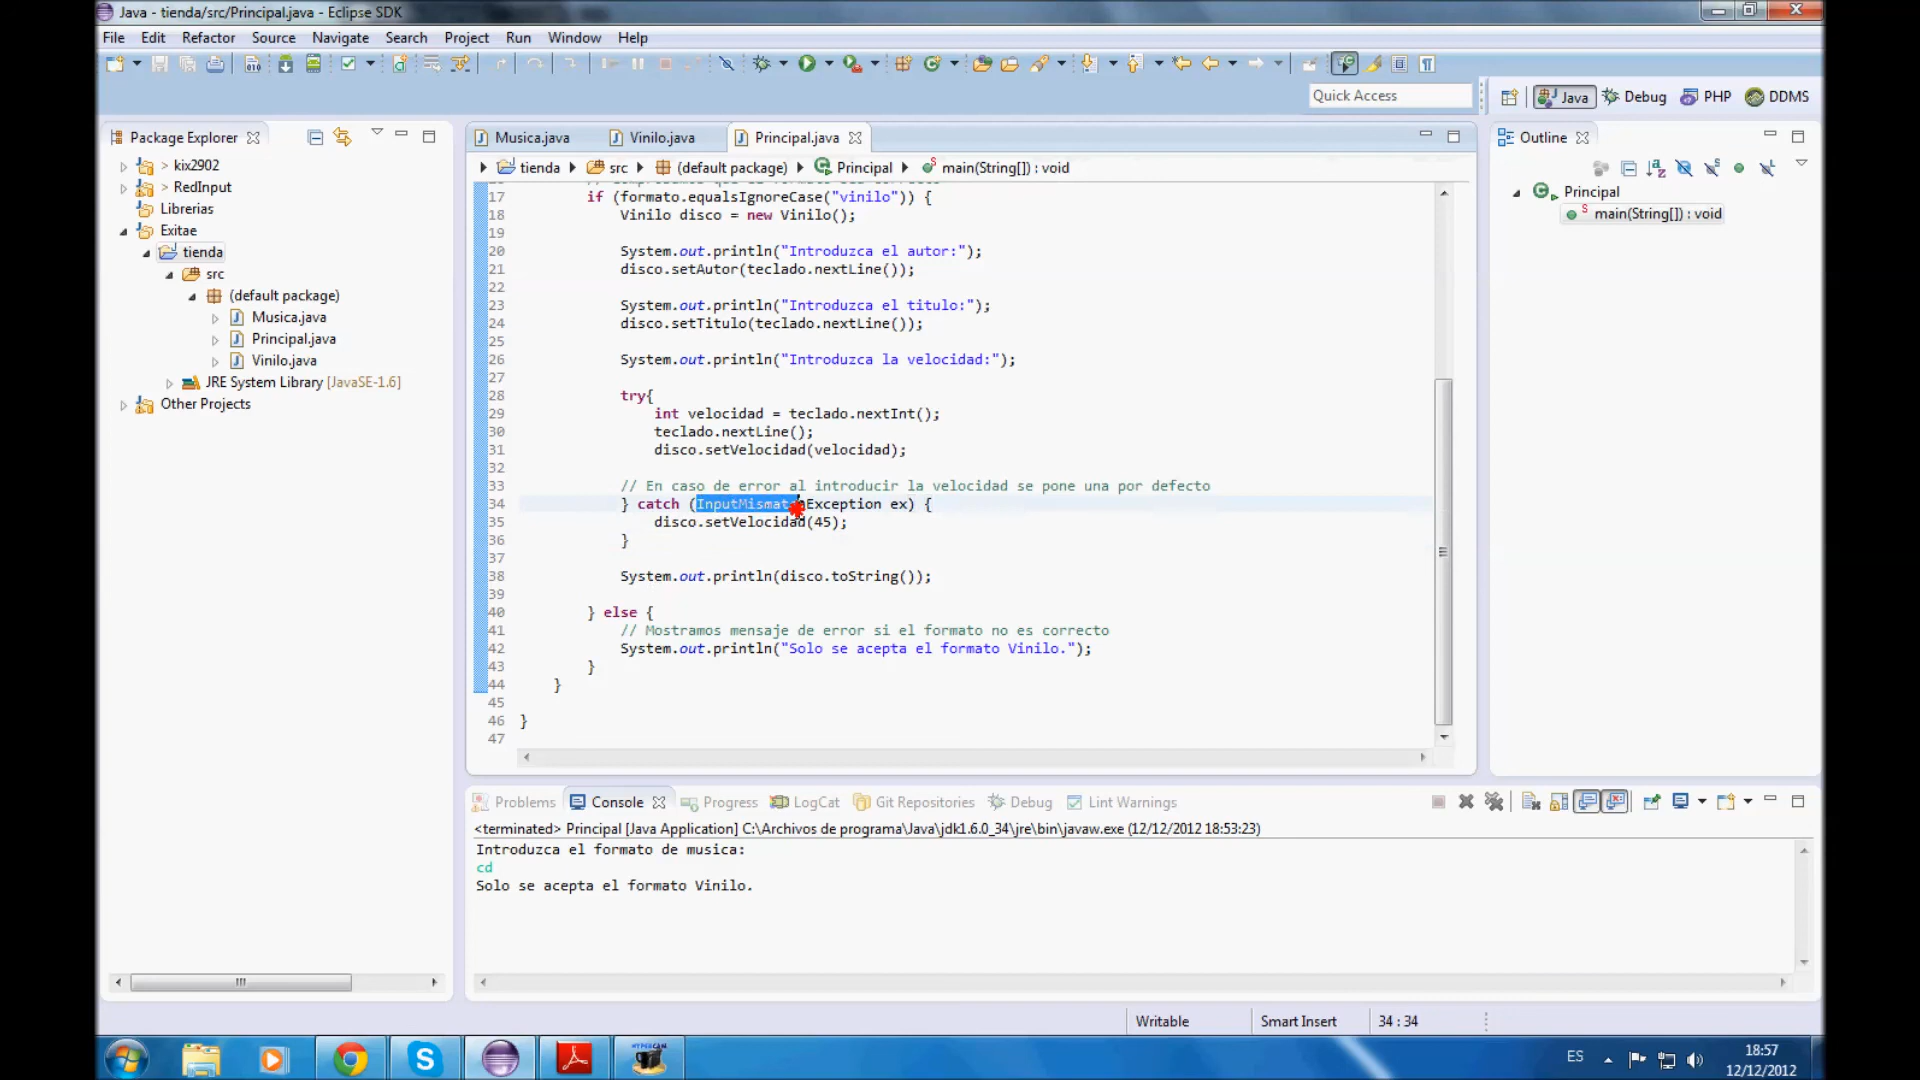 Java - tienda/src/Principal.java - Eclipse SDK
File Edit Refactor Source Navigate Search Project Run Window Help
Quick Access
Java Debug PHP DDMS
Package Explorer
> kix2902
> RedInput
Librerias
Exitae
tienda
src
(default package)
Musica.java
Principal.java
Vinilo.java
JRE System Library [JavaSE-1.6]
Other Projects
Musica.java Vinilo.java Principal.java
tienda src (default package) Principal main(String[]) : void
17 if (formato.equalsIgnoreCase("vinilo")) {
18 Vinilo disco = new Vinilo();
19
20 System.out.println("Introduzca el autor:");
21 disco.setAutor(teclado.nextLine());
22
23 System.out.println("Introduzca el titulo:");
24 disco.setTitulo(teclado.nextLine());
25
26 System.out.println("Introduzca la velocidad:");
27
28 try{
29 int velocidad = teclado.nextInt();
30 teclado.nextLine();
31 disco.setVelocidad(velocidad);
32
33 // En caso de error al introducir la velocidad se pone una por defecto
34 } catch (InputMismatchException ex) {
35 disco.setVelocidad(45);
36 }
37
38 System.out.println(disco.toString());
39
40 } else {
41 // Mostramos mensaje de error si el formato no es correcto
42 System.out.println("Solo se acepta el formato Vinilo.");
43 }
44 }
45
46 }
47
Outline
Principal
main(String[]) : void
Problems Console Progress LogCat Git Repositories Debug Lint Warnings
<terminated> Principal [Java Application] C:\Archivos de programa\Java\jdk1.6.0_34\jre\bin\javaw.exe (12/12/2012 18:53:23)
Introduzca el formato de musica:
cd
Solo se acepta el formato Vinilo.
Writable Smart Insert 34 : 34
ES
18:57
12/12/2012